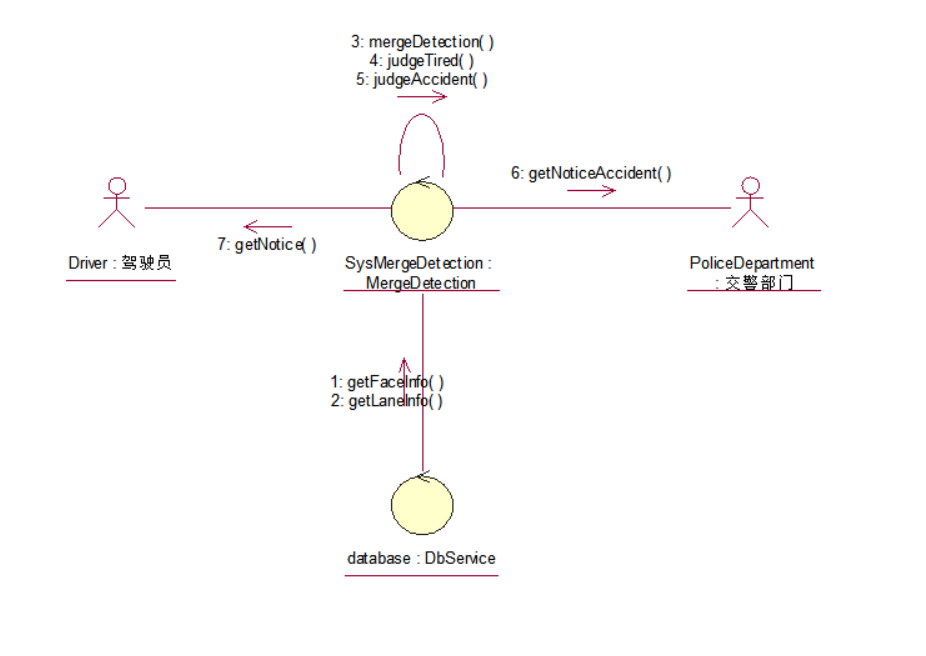 3: mergeDetection( )
4: judgeTired( )
5: judgeAccident( )
6: getNoticeAccident( )
7: getNotice( )
Driver : 驾驶员
SysMergeDetection :
MergeDetection
PoliceDepartment
: 交警部门
1: getFaceInfo( )
2: getLaneInfo( )
database : DbService